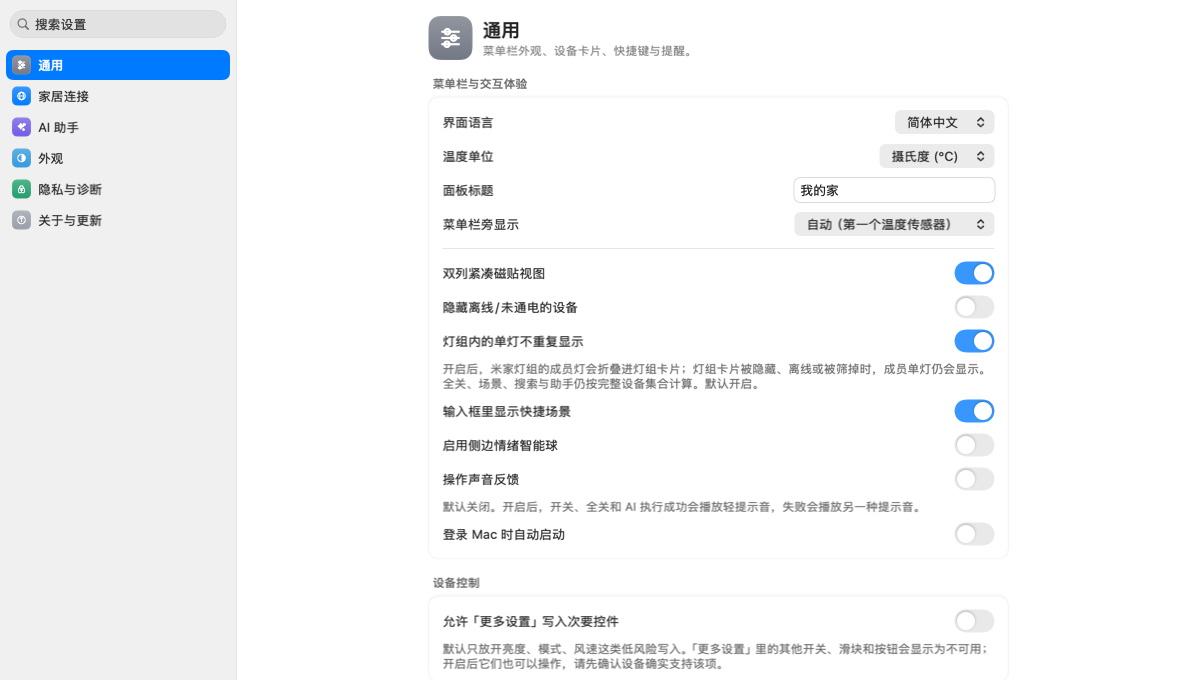 搜索设置
通用
家居连接
AI 助手
外观
隐私与诊断
关于与更新
通用
菜单栏外观、设备卡片、快捷键与提醒。
菜单栏与交互体验
界面语言
简体中文
温度单位
摄氏度 (°C)
面板标题
我的家
菜单栏旁显示
自动（第一个温度传感器）
双列紧凑磁贴视图
隐藏离线/未通电的设备
灯组内的单灯不重复显示
开启后，米家灯组的成员灯会折叠进灯组卡片；灯组卡片被隐藏、离线或被筛掉时，成员单灯仍会显示。
全关、场景、搜索与助手仍按完整设备集合计算。默认开启。
输入框里显示快捷场景
启用侧边情绪智能球
操作声音反馈
默认关闭。开启后，开关、全关和 AI 执行成功会播放轻提示音，失败会播放另一种提示音。
登录 Mac 时自动启动
设备控制
允许「更多设置」写入次要控件
默认只放开亮度、模式、风速这类低风险写入。「更多设置」里的其他开关、滑块和按钮会显示为不可用；
开启后它们也可以操作，请先确认设备确实支持该项。